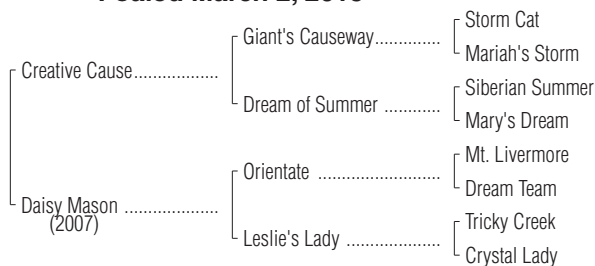 Foaled March 2,
Storm Cat
Giant's Causeway..............
Mariah's Storm
Creative Cause..................
Siberian Summer
Dream of Summer ............
Mary's Dream
Mt. Livermore
Orientate ..........................
Dream Team
Daisy Mason ....................
(2007)
Tricky Creek
Leslie's Lady ....................
Crystal Lady